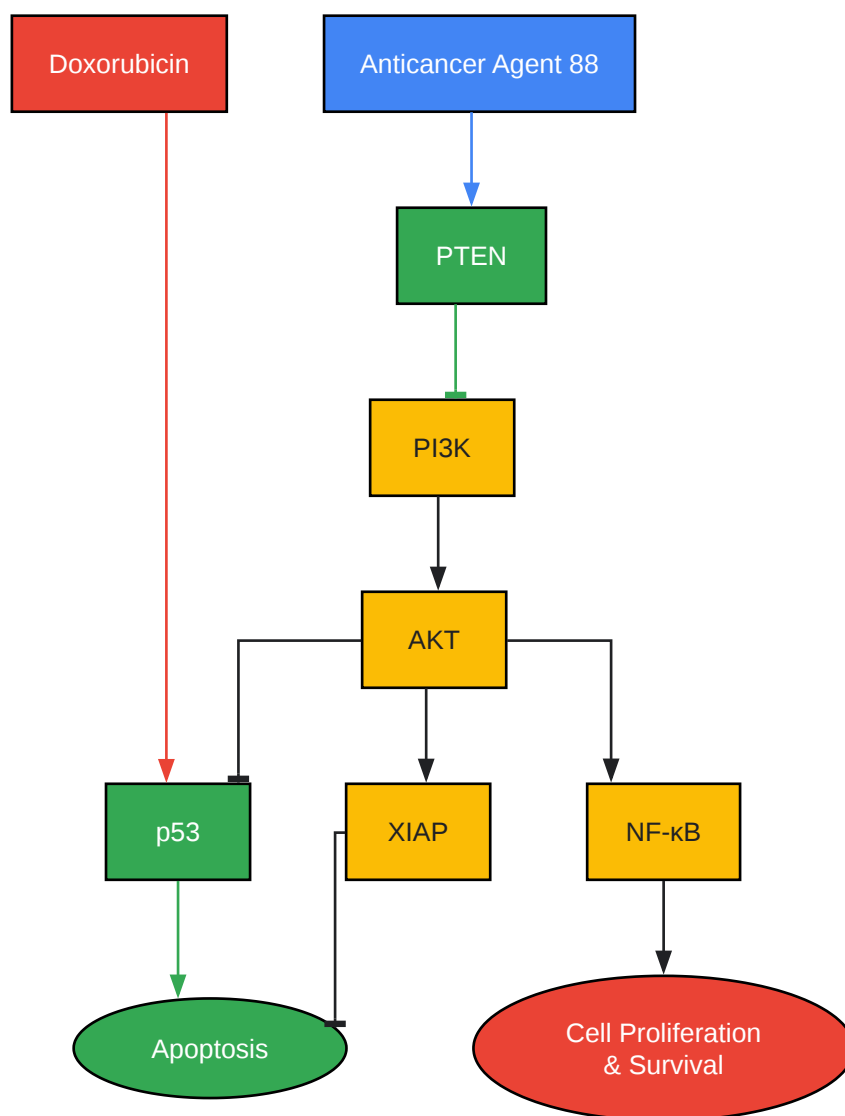 Doxorubicin
Anticancer Agent 88
PTEN
PI3K
AKT
p53
XIAP
NF-κB
Apoptosis
Cell Proliferation
& Survival